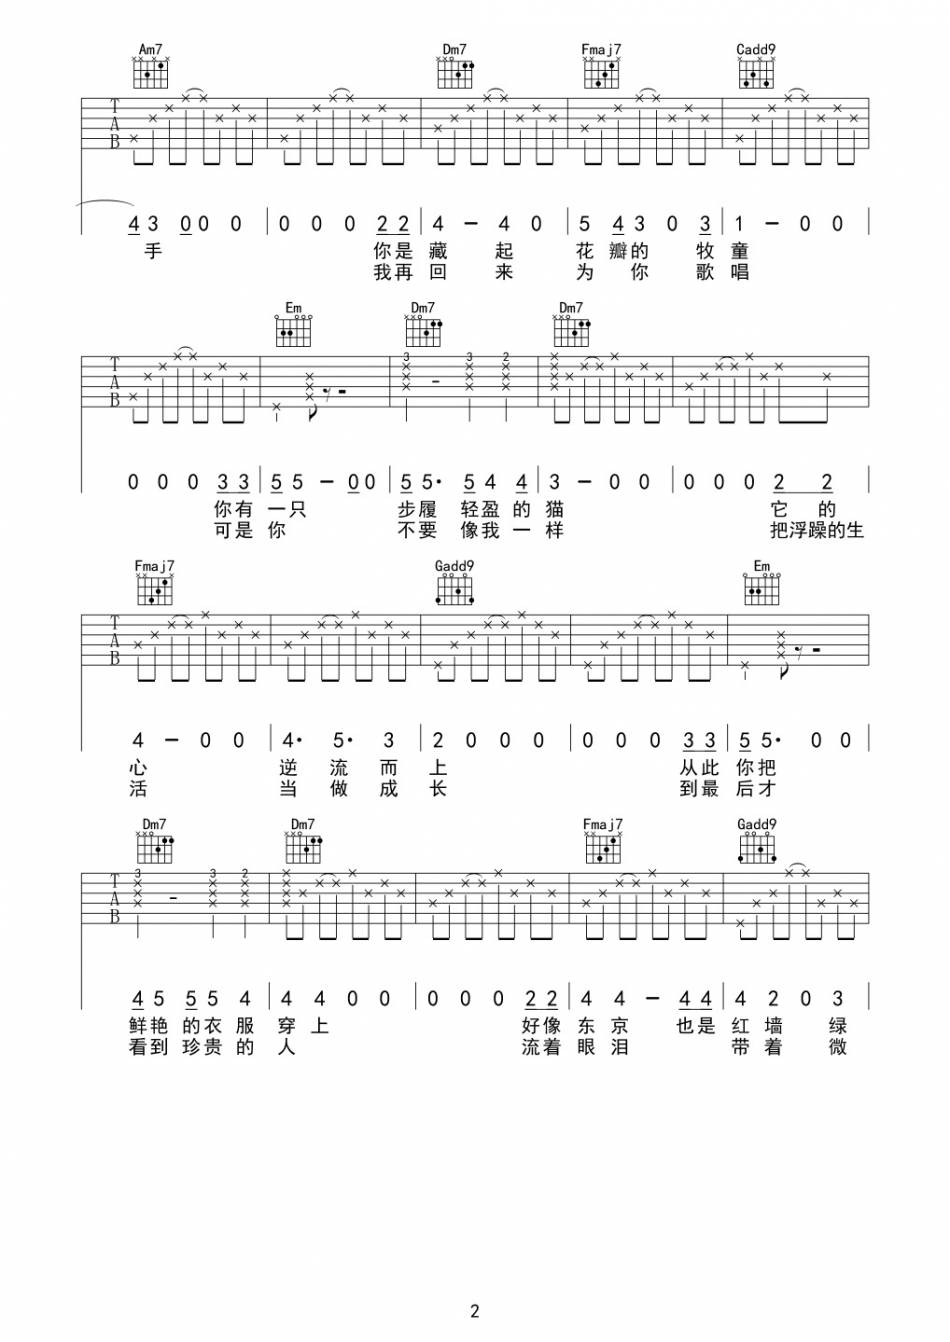 Am7 Dm7 Fmaj7 Cadd9
T A B
4 3 0 0 0 0 0 0 0 2 2 4 - 4 0 5 4 3 0 3 1 - 0 0
手 你是 藏 起 花 瓣的 牧 童
我再 回 来 为 你 歌 唱
Em Dm7 Dm7
3 3 2
T A B
0 0 0 3 3 5 5 - 0 0 5 5· 5 4 4 3 - 0 0 0 0 0 2 2
你有 一只 步履 轻盈的 猫 它 的
可是 你 不要 像我一 样 把浮躁的生
Fmaj7 Gadd9 Em
T A B
4 - 0 0 4· 5· 3 2 0 0 0 0 0 0 3 3 5 5· 0 0
心 逆 流 而 上 从此 你把
活 当 做 成 长 到最 后才
Dm7 Dm7 Fmaj7 Gadd9
3 3 2
T A B
4 5 5 5 4 4 4 0 0 0 0 0 2 2 4 4 - 4 4 4 2 0 3
鲜艳 的衣 服 穿 上 好像 东 京 也是 红 墙 绿
看到 珍贵 的 人 流着 眼 泪 带 着 微
2